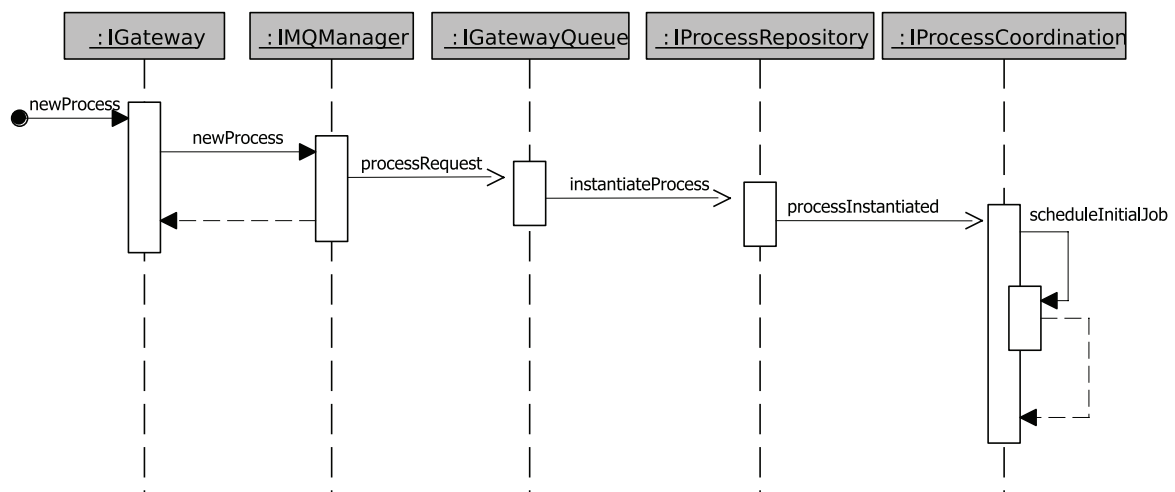 : IGateway
: IMQManager
: IGatewayQueue
: IProcessRepository
: IProcessCoordination
newProcess
newProcess
processRequest
instantiateProcess
processInstantiated
scheduleInitialJob